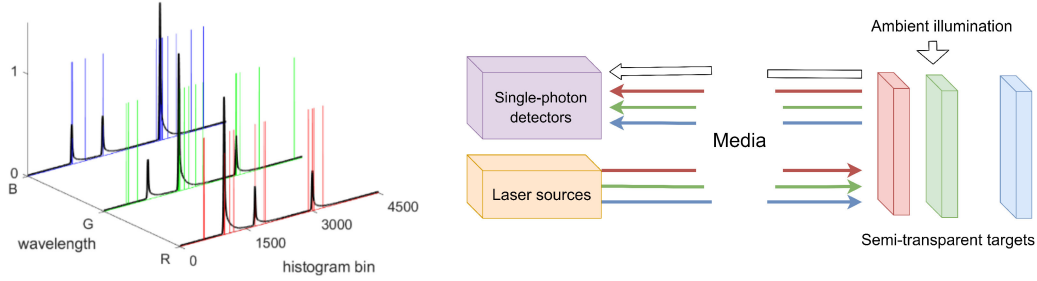 1
0
B
G
R
wavelength
0
1500
3000
4500
histogram bin
Ambient illumination
Single-photon
detectors
Media
Laser sources
Semi-transparent targets